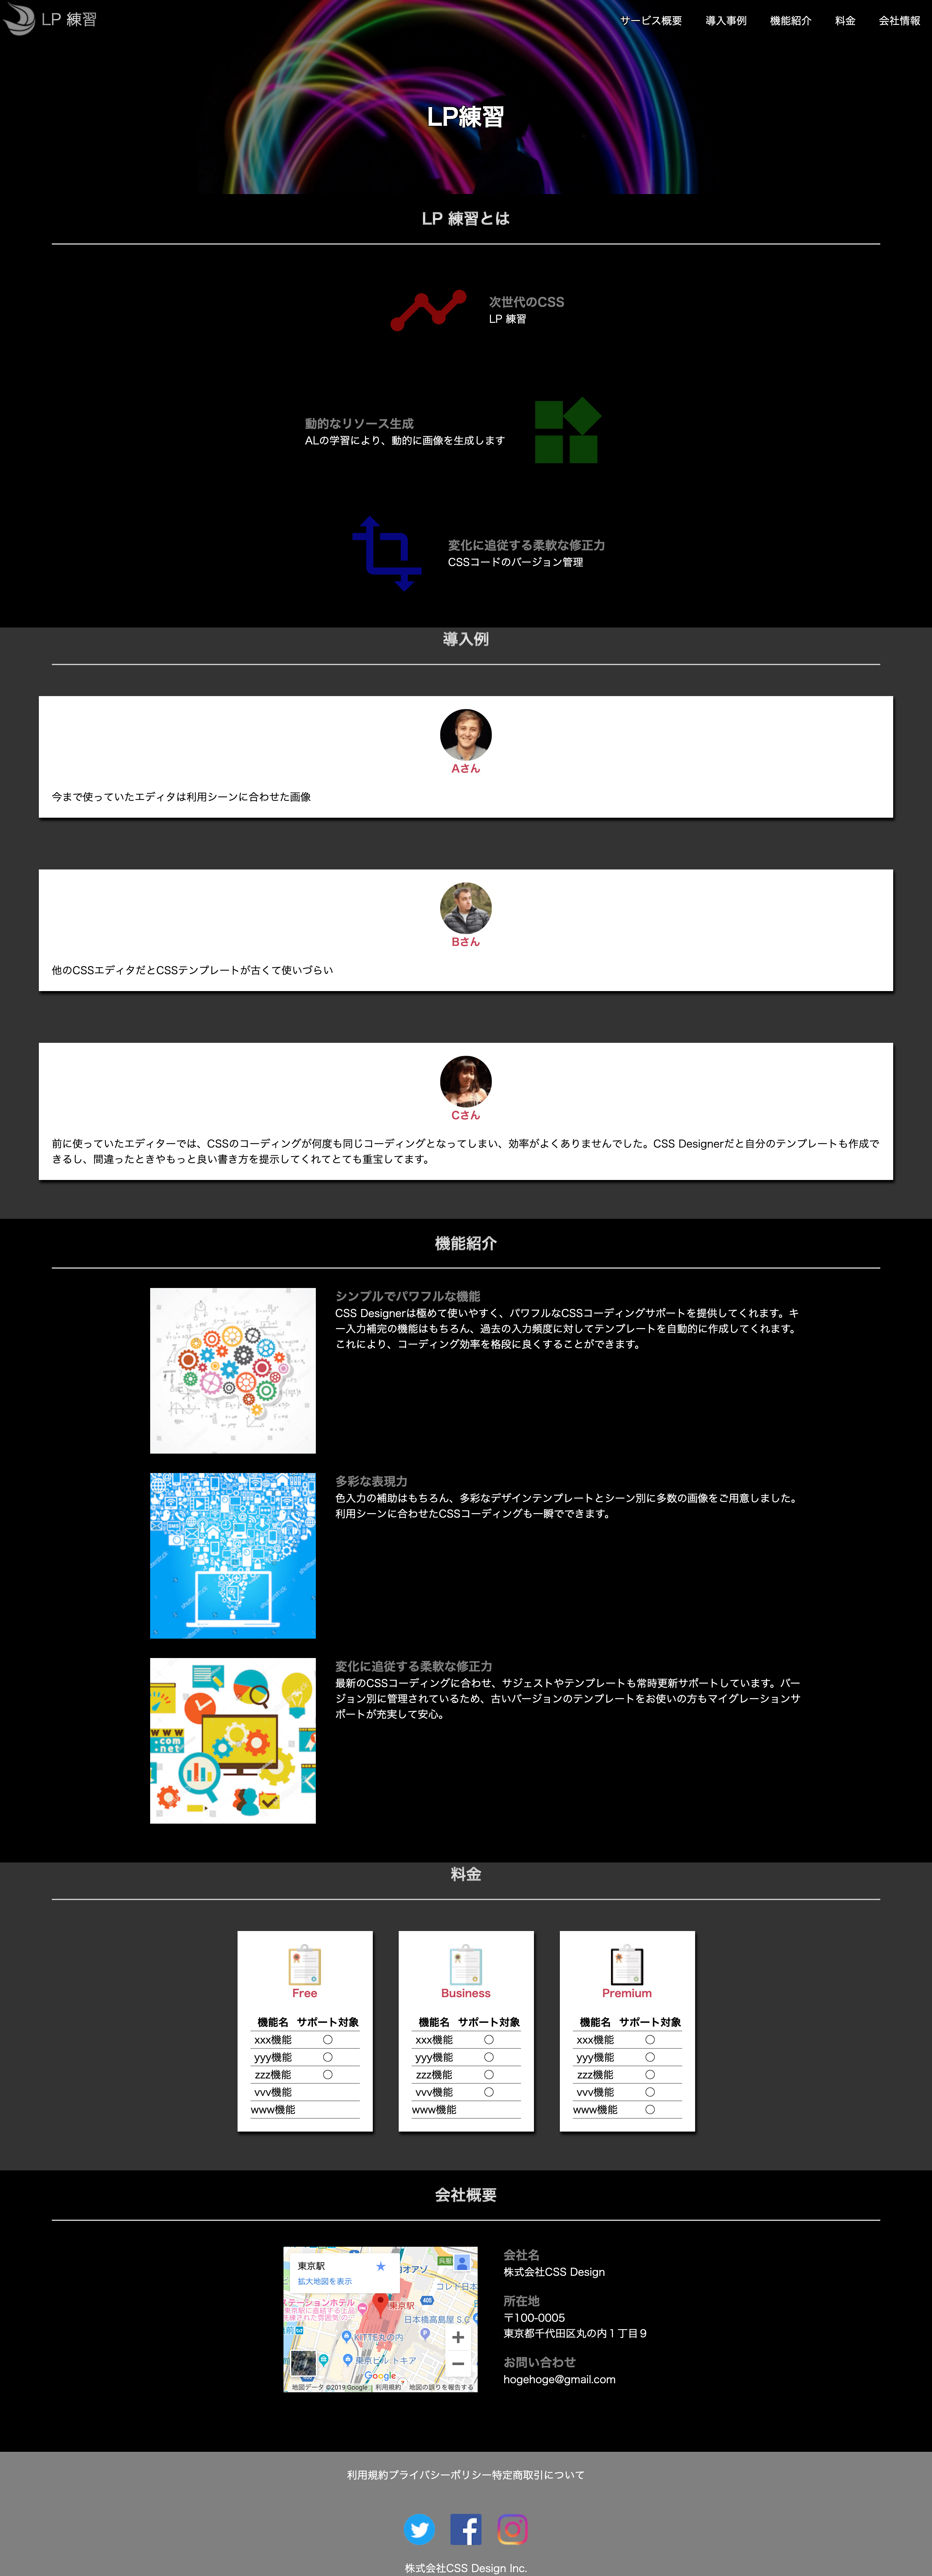 LP 練習
サービス概要 導入事例 機能紹介 料金 会社情報
LP練習
LP 練習とは
次世代のCSS
LP 練習
動的なリソース生成
ALの学習により、動的に画像を生成します
変化に追従する柔軟な修正力
CSSコードのバージョン管理
導入例
Aさん
今まで使っていたエディタは利用シーンに合わせた画像
Bさん
他のCSSエディタだとCSSテンプレートが古くて使いづらい
Cさん
前に使っていたエディターでは、CSSのコーディングが何度も同じコーディングとなってしまい、効率がよくありませんでした。CSS Designerだと自分のテンプレートも作成で
きるし、間違ったときやもっと良い書き方を提示してくれてとても重宝してます。
機能紹介
シンプルでパワフルな機能
CSS Designerは極めて使いやすく、パワフルなCSSコーディングサポートを提供してくれます。キ
ー入力補完の機能はもちろん、過去の入力頻度に対してテンプレートを自動的に作成してくれます。
これにより、コーディング効率を格段に良くすることができます。
多彩な表現力
色入力の補助はもちろん、多彩なデザインテンプレートとシーン別に多数の画像をご用意しました。
利用シーンに合わせたCSSコーディングも一瞬でできます。
変化に追従する柔軟な修正力
最新のCSSコーディングに合わせ、サジェストやテンプレートも常時更新サポートしています。バー
ジョン別に管理されているため、古いバージョンのテンプレートをお使いの方もマイグレーションサ
ポートが充実して安心。
WWW
.com
.net
料金
Free
機能名 サポート対象
xxx機能 ○
yyy機能 ○
zzz機能 ○
vvv機能
www機能
Business
機能名 サポート対象
xxx機能 ○
yyy機能 ○
zzz機能 ○
vvv機能 ○
www機能
Premium
機能名 サポート対象
xxx機能 ○
yyy機能 ○
zzz機能 ○
vvv機能 ○
www機能 ○
会社概要
東京駅
拡大地図を表示
呉服
コレド日本
ステーションホテル
東京駅に直結する上品
東京駅
405
日本橋高島屋 S.C
KITTE丸の内
東京ビル トキア
Google
地図データ ©2019 Google 利用規約 地図の誤りを報告する
会社名
株式会社CSS Design
所在地
〒100-0005
東京都千代田区丸の内１丁目９
お問い合わせ
hogehoge@gmail.com
利用規約プライバシーポリシー特定商取引について
株式会社CSS Design Inc.